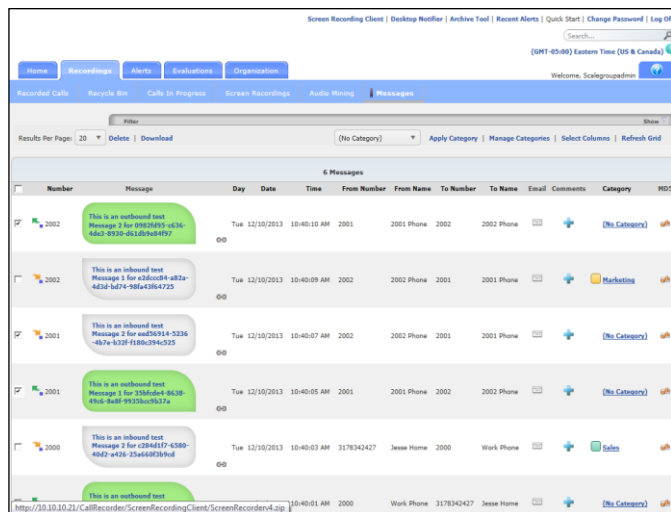 Screen Recording Client | Desktop Notifier | Archive Tool | Recent Alerts | Quick Start | Change Password | Log Of
Search...
(GMT-05:00) Eastern Time (US & Canada)
Home Recordings Alerts Evaluations Organization
Welcome, Scalegroupadmin
Recorded Calls Recycle Bin Calls In Progress Screen Recordings Audio Mining Messages
Filter Show
Results Per Page: 20 Delete | Download (No Category) Apply Category | Manage Categories | Select Columns | Refresh Grid
6 Messages
Number Message Day Date Time From Number From Name To Number To Name Email Comments Category MD5
This is an outbound test
2002 Message 2 for 0982fd95-c636- Tue 12/10/2013 10:40:10 AM 2001 2001 Phone 2002 2002 Phone (No Category)
4de3-8930-d61db9e84f97
This is an inbound test
2002 Message 1 for e2dccc84-a82a- Tue 12/10/2013 10:40:09 AM 2002 2002 Phone 2001 2001 Phone Marketing
4d3d-bd74-98fa43f64725
This is an inbound test
2001 Message 2 for eed56914-5236 Tue 12/10/2013 10:40:07 AM 2002 2002 Phone 2001 2001 Phone (No Category)
-4b7e-b32f-f180c394c525
This is an outbound test
2001 Message 1 for 35bfcde4-8638- Tue 12/10/2013 10:40:05 AM 2001 2001 Phone 2002 2002 Phone (No Category)
49c6-8e8f-9935bcc9b37a
This is an inbound test
2000 Message 2 for c284d1f7-6580- Tue 12/10/2013 10:40:03 AM 3178342427 Jesse Home 2000 Work Phone Sales
40d2-a426-25a660f3b9cd
This is an outbound test
10:40:01 AM 2000 Work Phone 3178342427 Jesse Home (No Category)
http://10.10.10.21/CallRecorder/ScreenRecordingClient/ScreenRecorderv4.zip